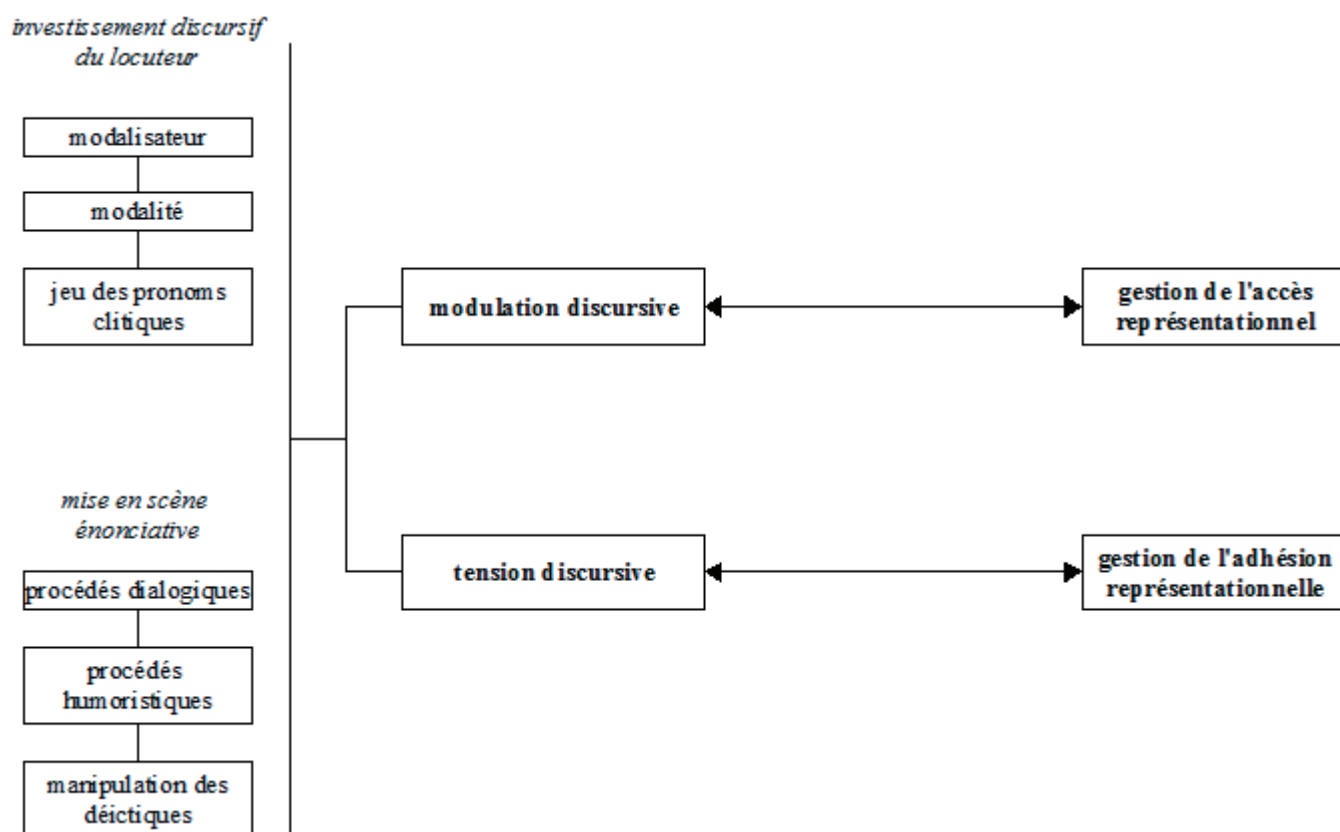 investissement discursif
du locuteur
modalisateur
modalité
jeu des pronoms
clitiques
modulation discursive
gestion de l'accès
représentationnel
mise en scène
énonciative
procédés dialogiques
procédés
humoristiques
manipulation des
déictiques
tension discursive
gestion de l'adhésion
représentationnelle